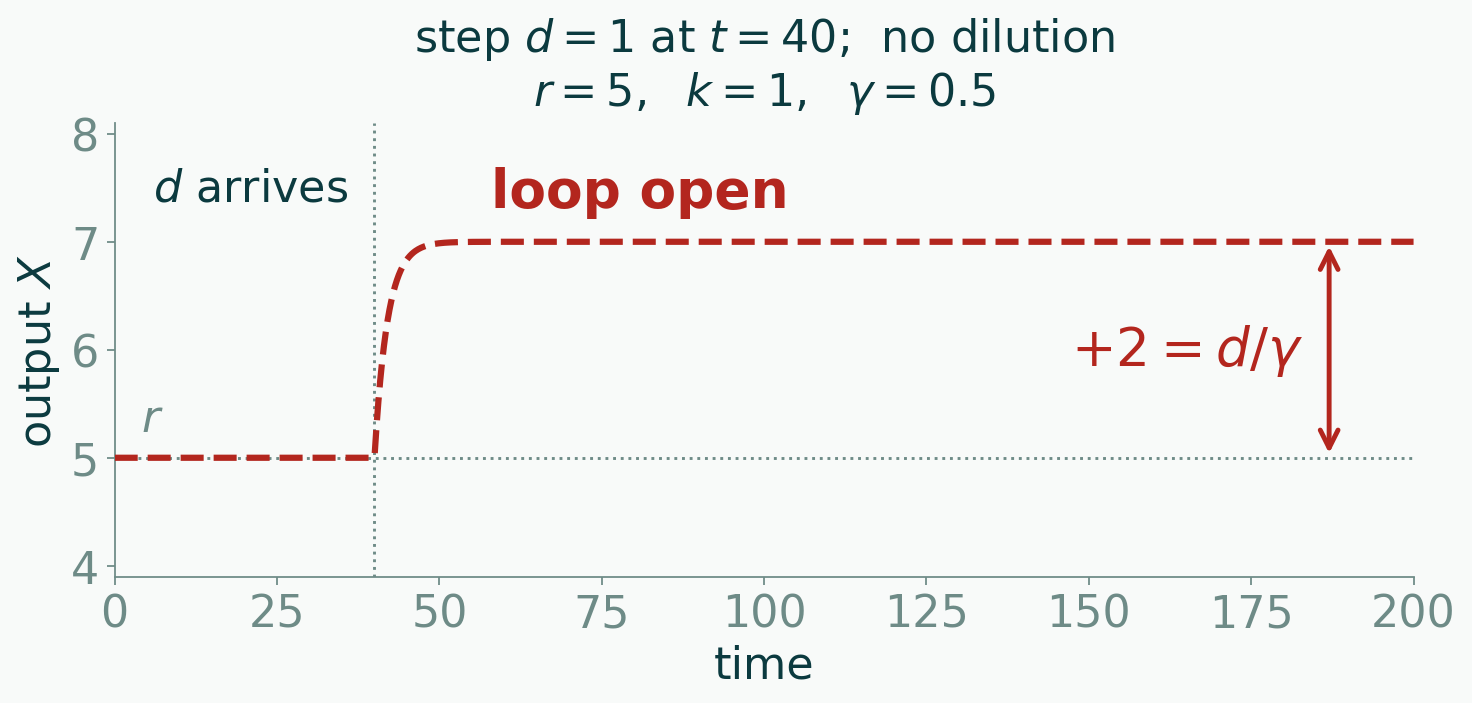 step d = 1 at t = 40;  no dilution
r = 5,   k = 1,   γ = 0.5
8
d arrives
loop open
7
output X
6
+2 = d/γ
r
5
4
0 25 50 75 100 125 150 175 200
time